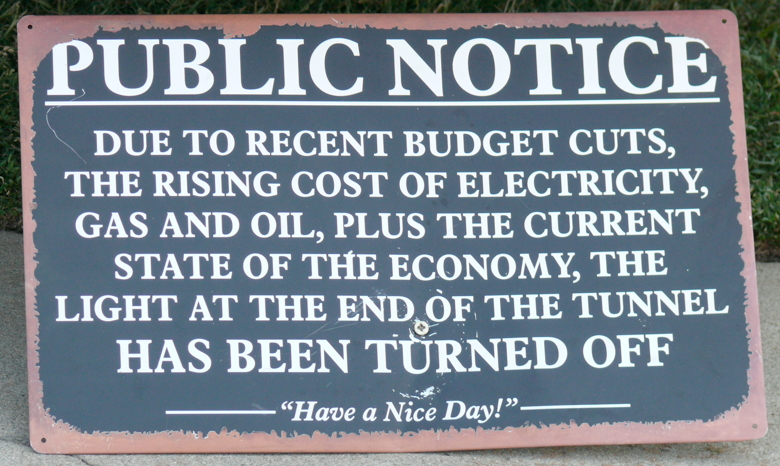 PUBLIC NOTICE
DUE TO RECENT BUDGET CUTS,
THE RISING COST OF ELECTRICITY,
GAS AND OIL, PLUS THE CURRENT
STATE OF THE ECONOMY, THE
LIGHT AT THE END OF THE TUNNEL
HAS BEEN TURNED OFF
“Have a Nice Day!”